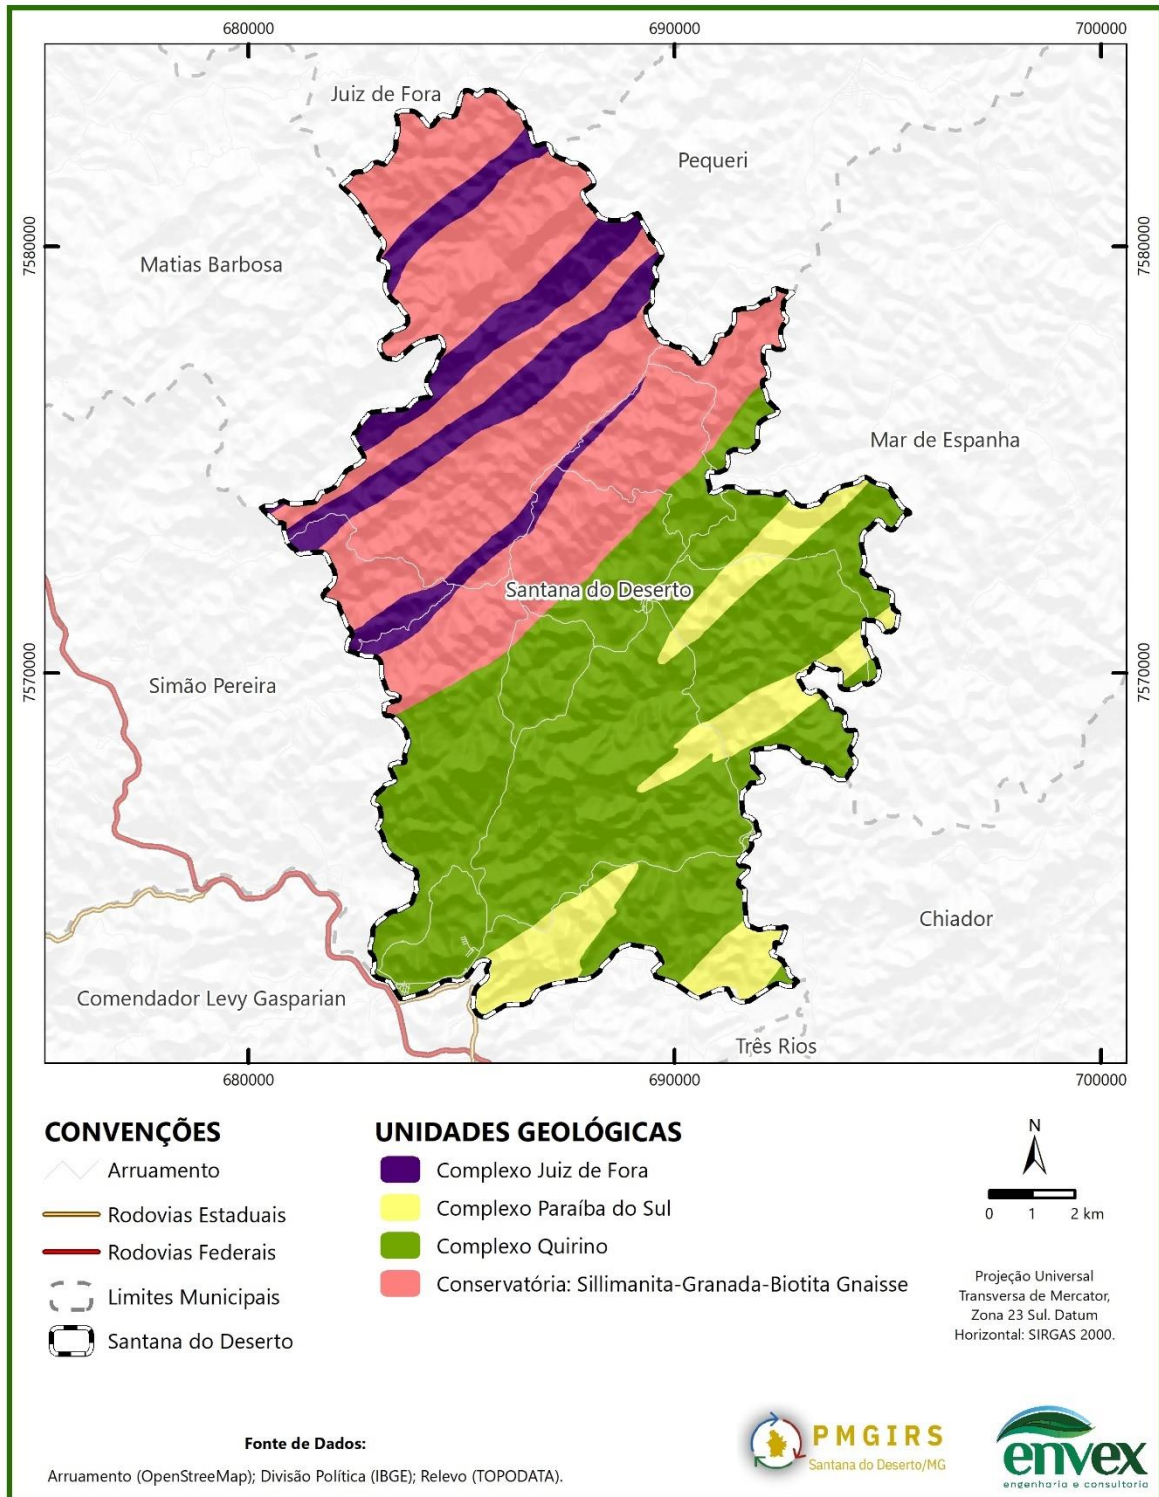 680000
690000
700000
Juiz de Fora
Pequeri
7580000
7580000
Matias Barbosa
Mar de Espanha
Santana do Deserto
7570000
7570000
Simão Pereira
Chiador
Comendador Levy Gasparian
Três Rios
680000
690000
700000
CONVENÇÕES
Arruamento
Rodovias Estaduais
Rodovias Federais
Limites Municipais
Santana do Deserto
UNIDADES GEOLÓGICAS
Complexo Juiz de Fora
Complexo Paraíba do Sul
Complexo Quirino
Conservatória: Sillimanita-Granada-Biotita Gnaisse
N
0 1 2 km
Projeção Universal
Transversa de Mercator,
Zona 23 Sul. Datum
Horizontal: SIRGAS 2000.
Fonte de Dados:
Arruamento (OpenStreeMap); Divisão Política (IBGE); Relevo (TOPODATA).
PMGIRS
Santana do Deserto/MG
envex
engenharia e consultoria